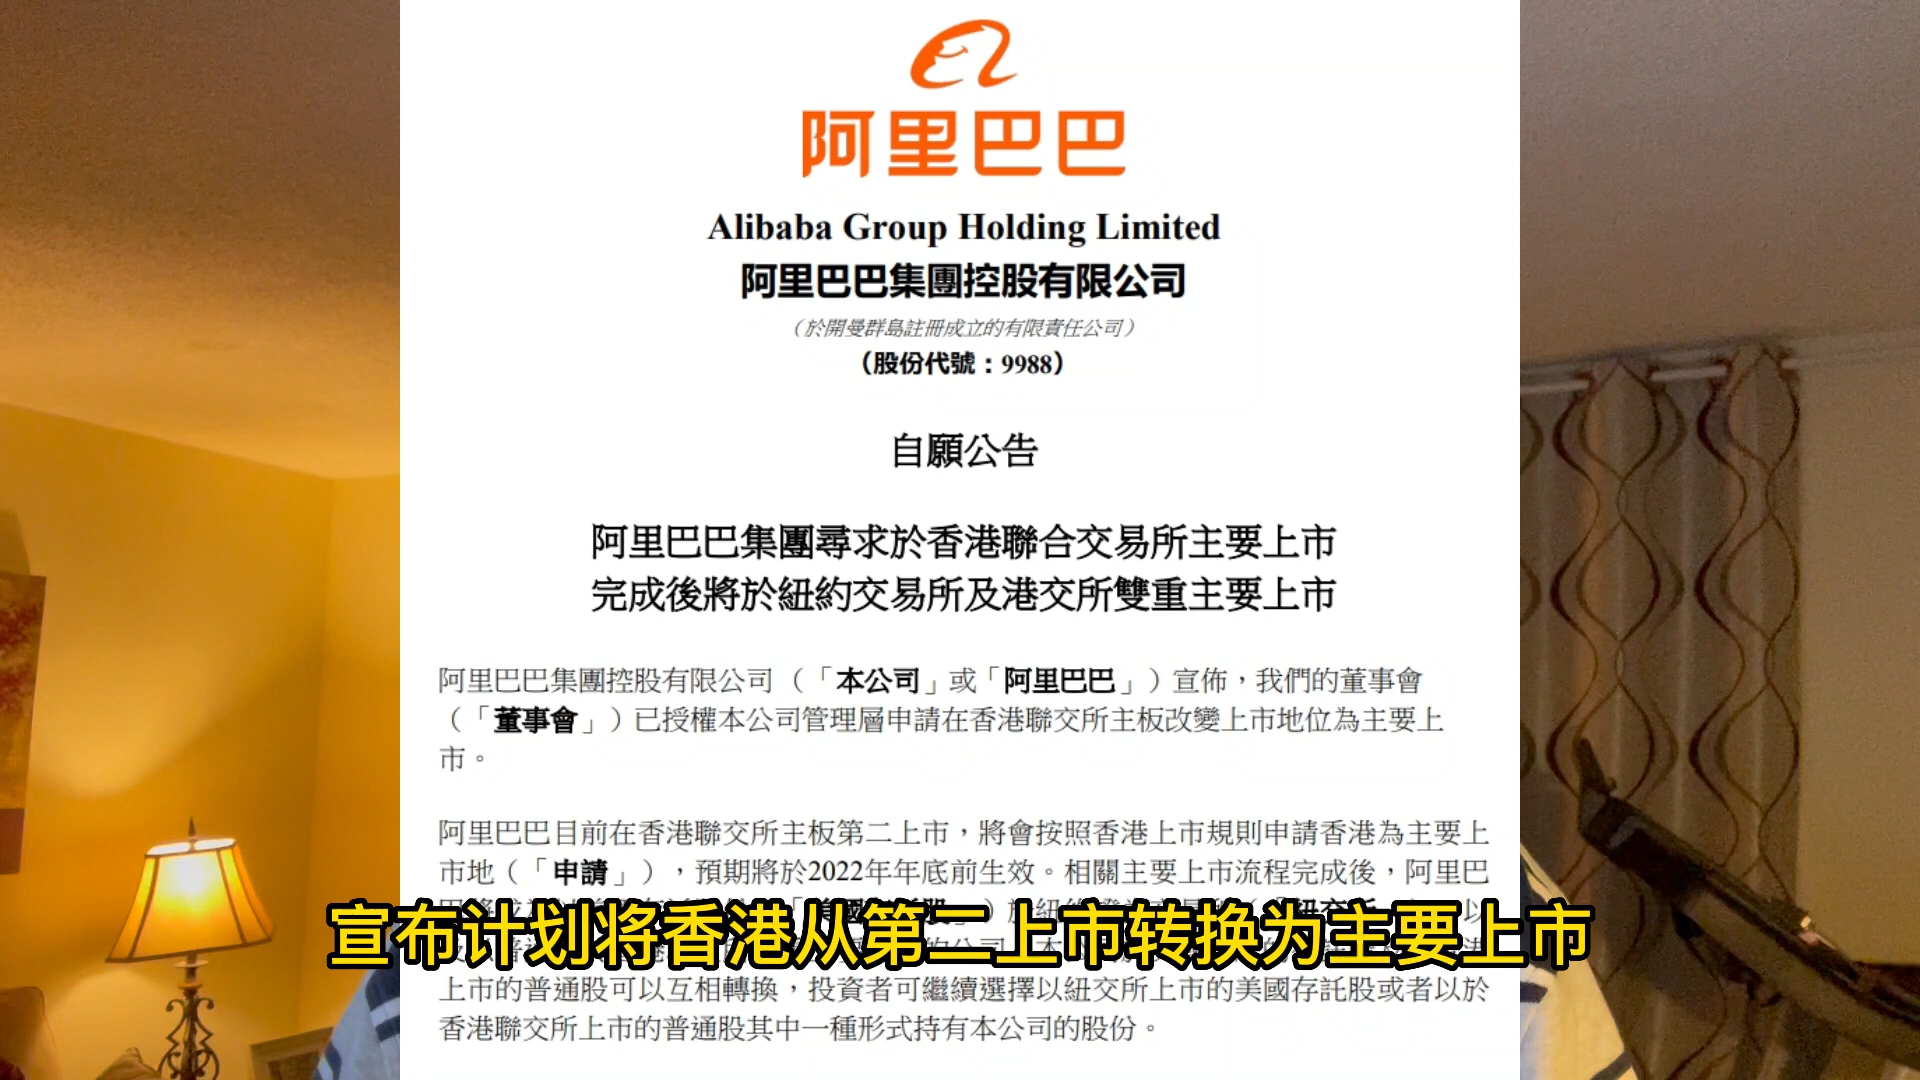 阿里巴巴
Alibaba Group Holding Limited
阿里巴巴集團控股有限公司
（於開曼群島註冊成立的有限責任公司）
（股份代號：9988）
自願公告
阿里巴巴集團尋求於香港聯合交易所主要上市
完成後將於紐約交易所及港交所雙重主要上市
阿里巴巴集團控股有限公司（「本公司」或「阿里巴巴」）宣佈，我們的董事會
（「董事會」）已授權本公司管理層申請在香港聯交所主板改變上市地位為主要上
市。
阿里巴巴目前在香港聯交所主板第二上市，將會按照香港上市規則申請香港為主要上
市地（「申請」），預期將於2022年年底前生效。相關主要上市流程完成後，阿里巴
宣布计划将香港从第二上市转换为主要上市
上市的普通股可以互相轉換，投資者可繼續選擇以紐交所上市的美國存託股或者以於
香港聯交所上市的普通股其中一種形式持有本公司的股份。